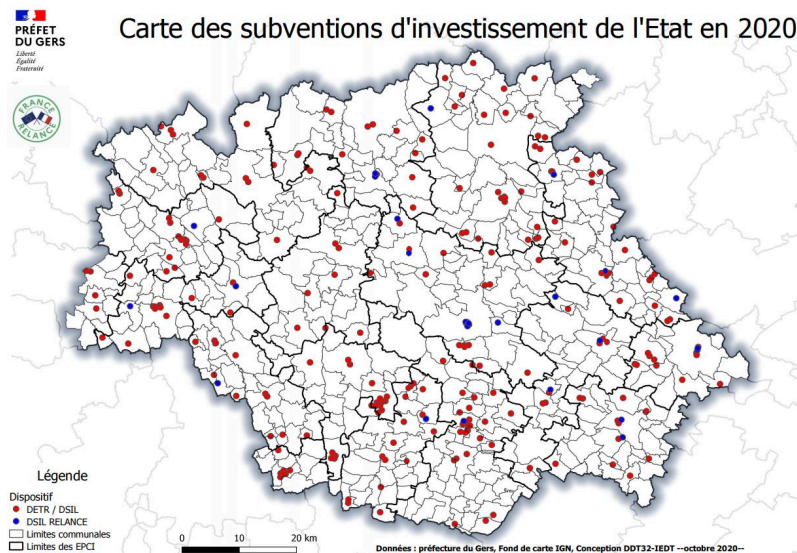 PRÉFET
DU GERS
Liberté
Égalité
Fraternité
Carte des subventions d'investissement de l'Etat en 2020
FRANCE
RELANCE
Légende
Dispositif
DETR / DSIL
DSIL RELANCE
Limites communales
Limites des EPCI
0 10 20 km
Données : préfecture du Gers, Fond de carte IGN, Conception DDT32-IEDT --octobre 2020--